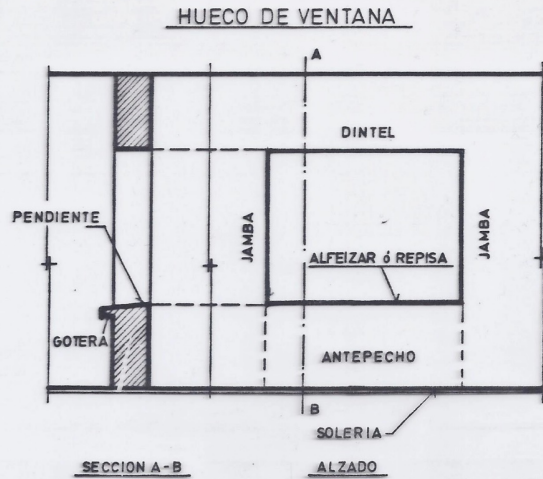 HUECO DE VENTANA
A
DINTEL
JAMBA
JAMBA
PENDIENTE
ALFEIZAR ó REPISA
GOTERA
ANTEPECHO
B
SOLERIA
SECCION A-B
ALZADO